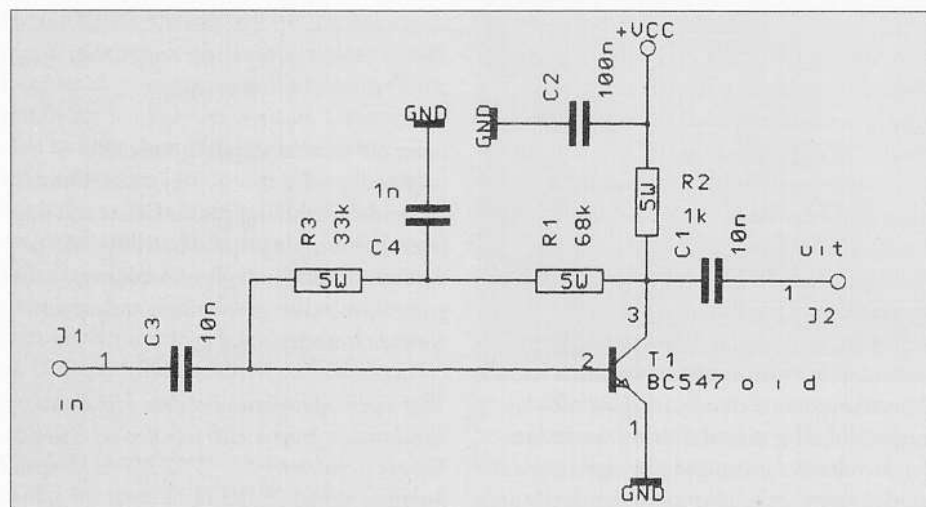 +VCC
C2
100n
GND
GND
5W
R2
1k
1n
C4
R3
33k
5W
R1
68k
5W
C1
10n
uit
1
J2
J1
1
in
C3
10n
3
2
T1
BC547 o i d
1
GND